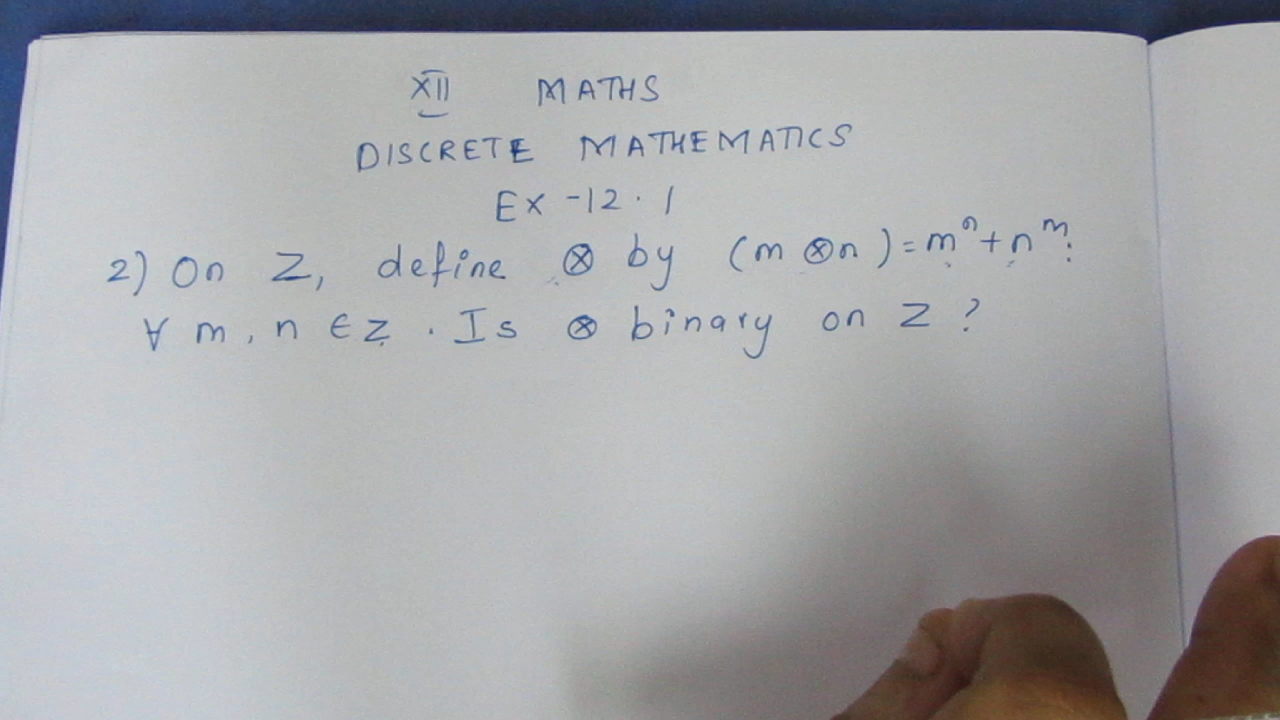 XII MATHS
DISCRETE MATHEMATICS
EX -12.1
2) On Z, define ⊗ by (m ⊗ n) = mⁿ + nᵐ:
∀ m, n ∈ z. Is ⊗ binary on Z ?